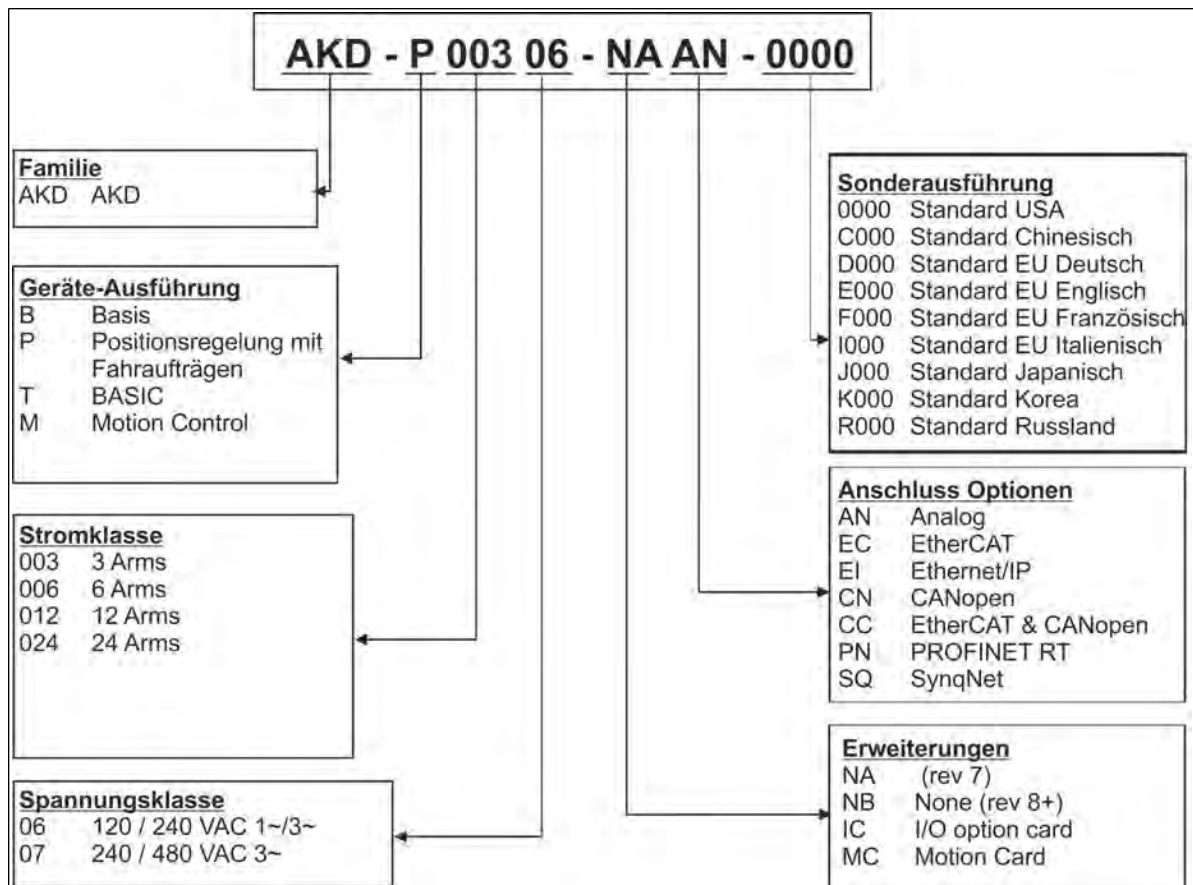 AKD - P 003 06 - NA AN - 0000
Familie
AKD AKD
Geräte-Ausführung
B Basis
P Positionsregelung mit
Fahraufträgen
T BASIC
M Motion Control
Stromklasse
003 3 Arms
006 6 Arms
012 12 Arms
024 24 Arms
Spannungsklasse
06 120 / 240 VAC 1~/3~
07 240 / 480 VAC 3~
Sonderausführung
0000 Standard USA
C000 Standard Chinesisch
D000 Standard EU Deutsch
E000 Standard EU Englisch
F000 Standard EU Französisch
I000 Standard EU Italienisch
J000 Standard Japanisch
K000 Standard Korea
R000 Standard Russland
Anschluss Optionen
AN Analog
EC EtherCAT
EI Ethernet/IP
CN CANopen
CC EtherCAT & CANopen
PN PROFINET RT
SQ SynqNet
Erweiterungen
NA (rev 7)
NB None (rev 8+)
IC I/O option card
MC Motion Card